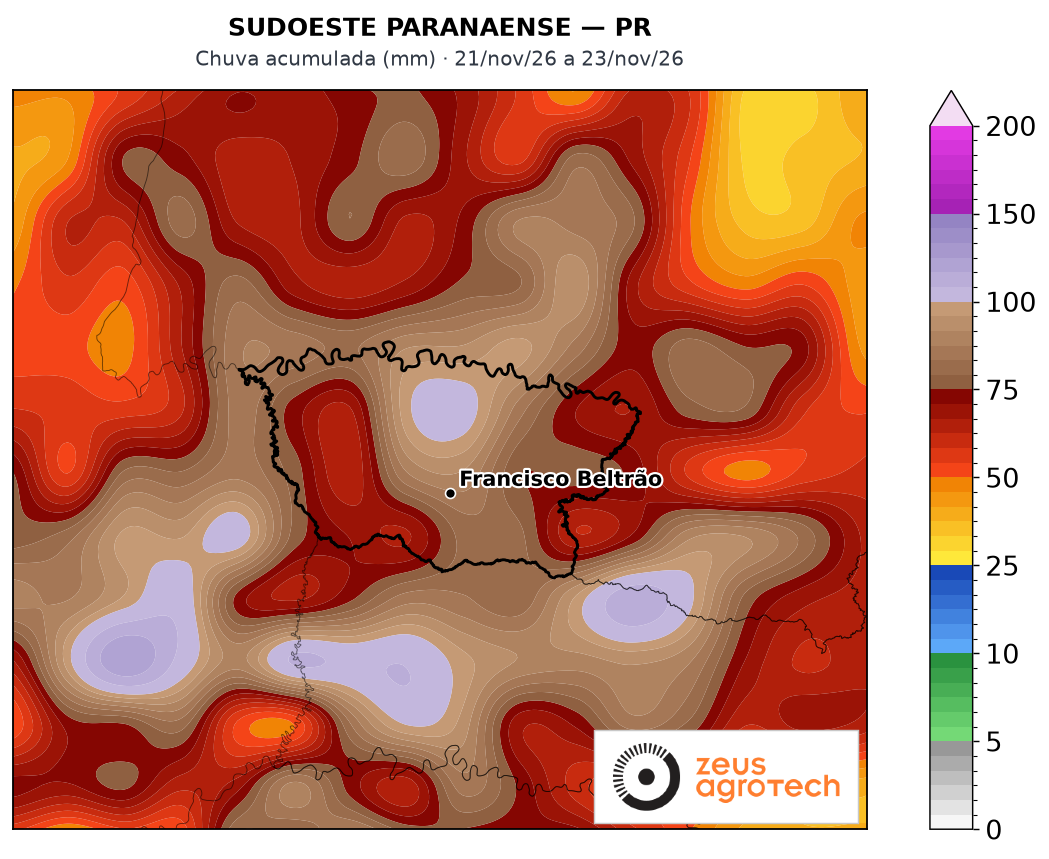 SUDOESTE PARANAENSE — PR
Chuva acumulada (mm) · 21/nov/26 a 23/nov/26
200
150
100
75
50
25
10
5
0
Francisco Beltrão
zeus
agrotech